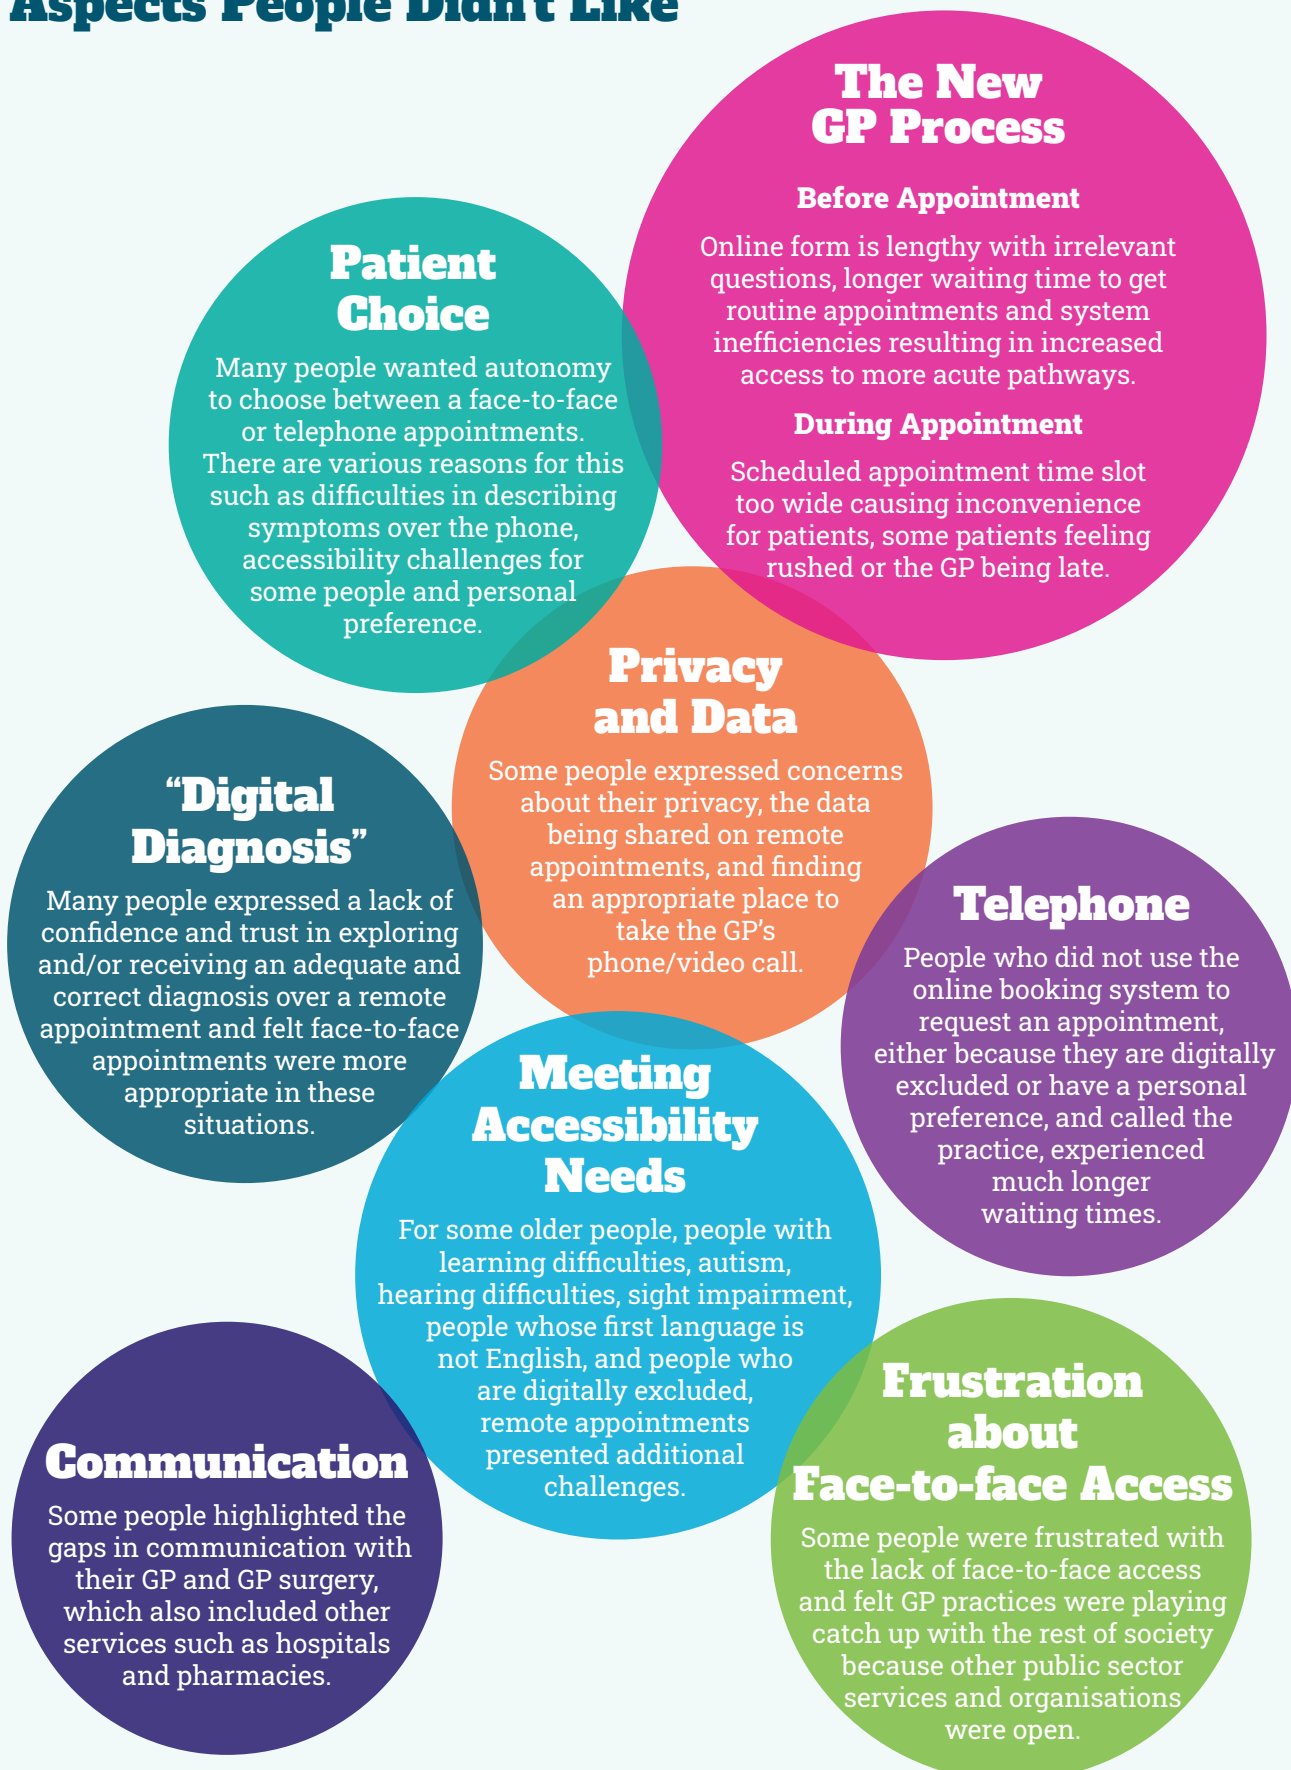 Aspects People Didn't Like
The New
GP Process
Before Appointment
Online form is lengthy with irrelevant
questions, longer waiting time to get
routine appointments and system
inefficiencies resulting in increased
access to more acute pathways.
During Appointment
Scheduled appointment time slot
too wide causing inconvenience
for patients, some patients feeling
rushed or the GP being late.
Patient
Choice
Many people wanted autonomy
to choose between a face-to-face
or telephone appointments.
There are various reasons for this
such as difficulties in describing
symptoms over the phone,
accessibility challenges for
some people and personal
preference.
Privacy
and Data
Some people expressed concerns
about their privacy, the data
being shared on remote
appointments, and finding
an appropriate place to
take the GP’s
phone/video call.
“Digital
Diagnosis”
Many people expressed a lack of
confidence and trust in exploring
and/or receiving an adequate and
correct diagnosis over a remote
appointment and felt face-to-face
appointments were more
appropriate in these
situations.
Telephone
People who did not use the
online booking system to
request an appointment,
either because they are digitally
excluded or have a personal
preference, and called the
practice, experienced
much longer
waiting times.
Meeting
Accessibility
Needs
For some older people, people with
learning difficulties, autism,
hearing difficulties, sight impairment,
people whose first language is
not English, and people who
are digitally excluded,
remote appointments
presented additional
challenges.
Communication
Some people highlighted the
gaps in communication with
their GP and GP surgery,
which also included other
services such as hospitals
and pharmacies.
Frustration
about
Face-to-face Access
Some people were frustrated with
the lack of face-to-face access
and felt GP practices were playing
catch up with the rest of society
because other public sector
services and organisations
were open.